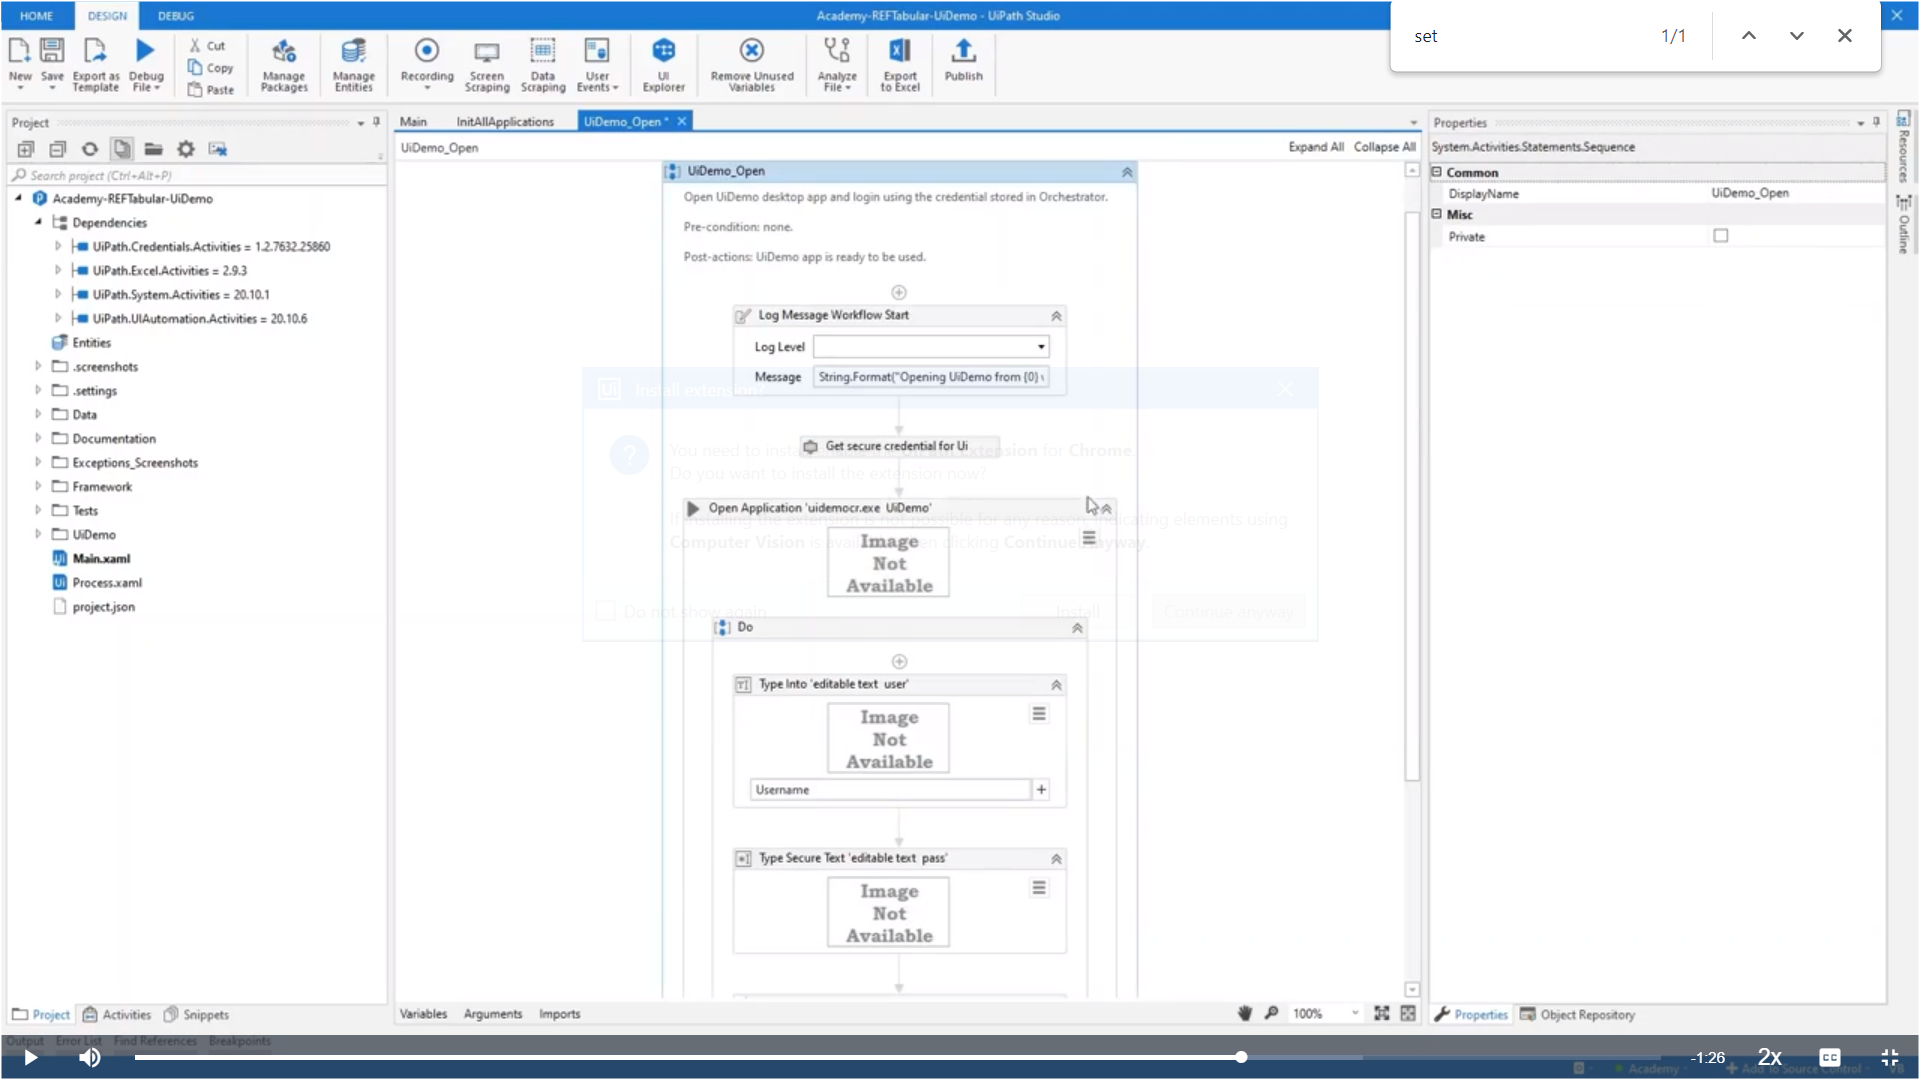 HOME DESIGN DEBUG
Academy-REFTabular-UiDemo - UiPath Studio
set 1/1
New Save Export as Template Debug File
Cut
Copy
Paste
Manage Packages
Manage Entities
Recording
Screen Scraping
Data Scraping
User Events
UI Explorer
Remove Unused Variables
Analyze File
Export to Excel
Publish
Project
Search project (Ctrl+Alt+P)
Academy-REFTabular-UiDemo
Dependencies
UiPath.Credentials.Activities = 1.2.7632.25860
UiPath.Excel.Activities = 2.9.3
UiPath.System.Activities = 20.10.1
UiPath.UIAutomation.Activities = 20.10.6
Entities
.screenshots
.settings
Data
Documentation
Exceptions_Screenshots
Framework
Tests
UiDemo
Main.xaml
Process.xaml
project.json
Project Activities Snippets
Main InitAllApplications UiDemo_Open *
UiDemo_Open
Expand All Collapse All
UiDemo_Open
Open UiDemo desktop app and login using the credential stored in Orchestrator.
Pre-condition: none.
Post-actions: UiDemo app is ready to be used.
Log Message Workflow Start
Log Level
Message String.Format("Opening UiDemo from {0}
Ui Install extension?
Get secure credential for Ui
You need to install the extension for Chrome.
Do you want to install the extension now?
Open Application 'uidemocr.exe UiDemo'
If installing the extension is not possible for any reason, indicating elements using
Computer Vision is available when clicking Continue Anyway.
Image Not Available
Do not show again
Install
Continue anyway
Do
Type Into 'editable text user'
Image Not Available
Username
Type Secure Text 'editable text pass'
Image Not Available
Variables Arguments Imports
100%
Properties
System.Activities.Statements.Sequence
Common
DisplayName UiDemo_Open
Misc
Private
Resources
Outline
Properties Object Repository
Output Error List Find References Breakpoints
-1:26 2x CC
Academy Add To Source Control